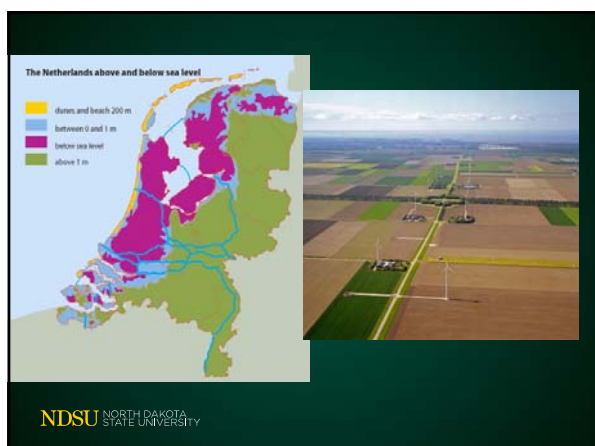 The Netherlands above and below sea level
dunes and beach 200 m
between 0 and 1 m
below sea level
above 1 m
NDSU NORTH DAKOTA
STATE UNIVERSITY